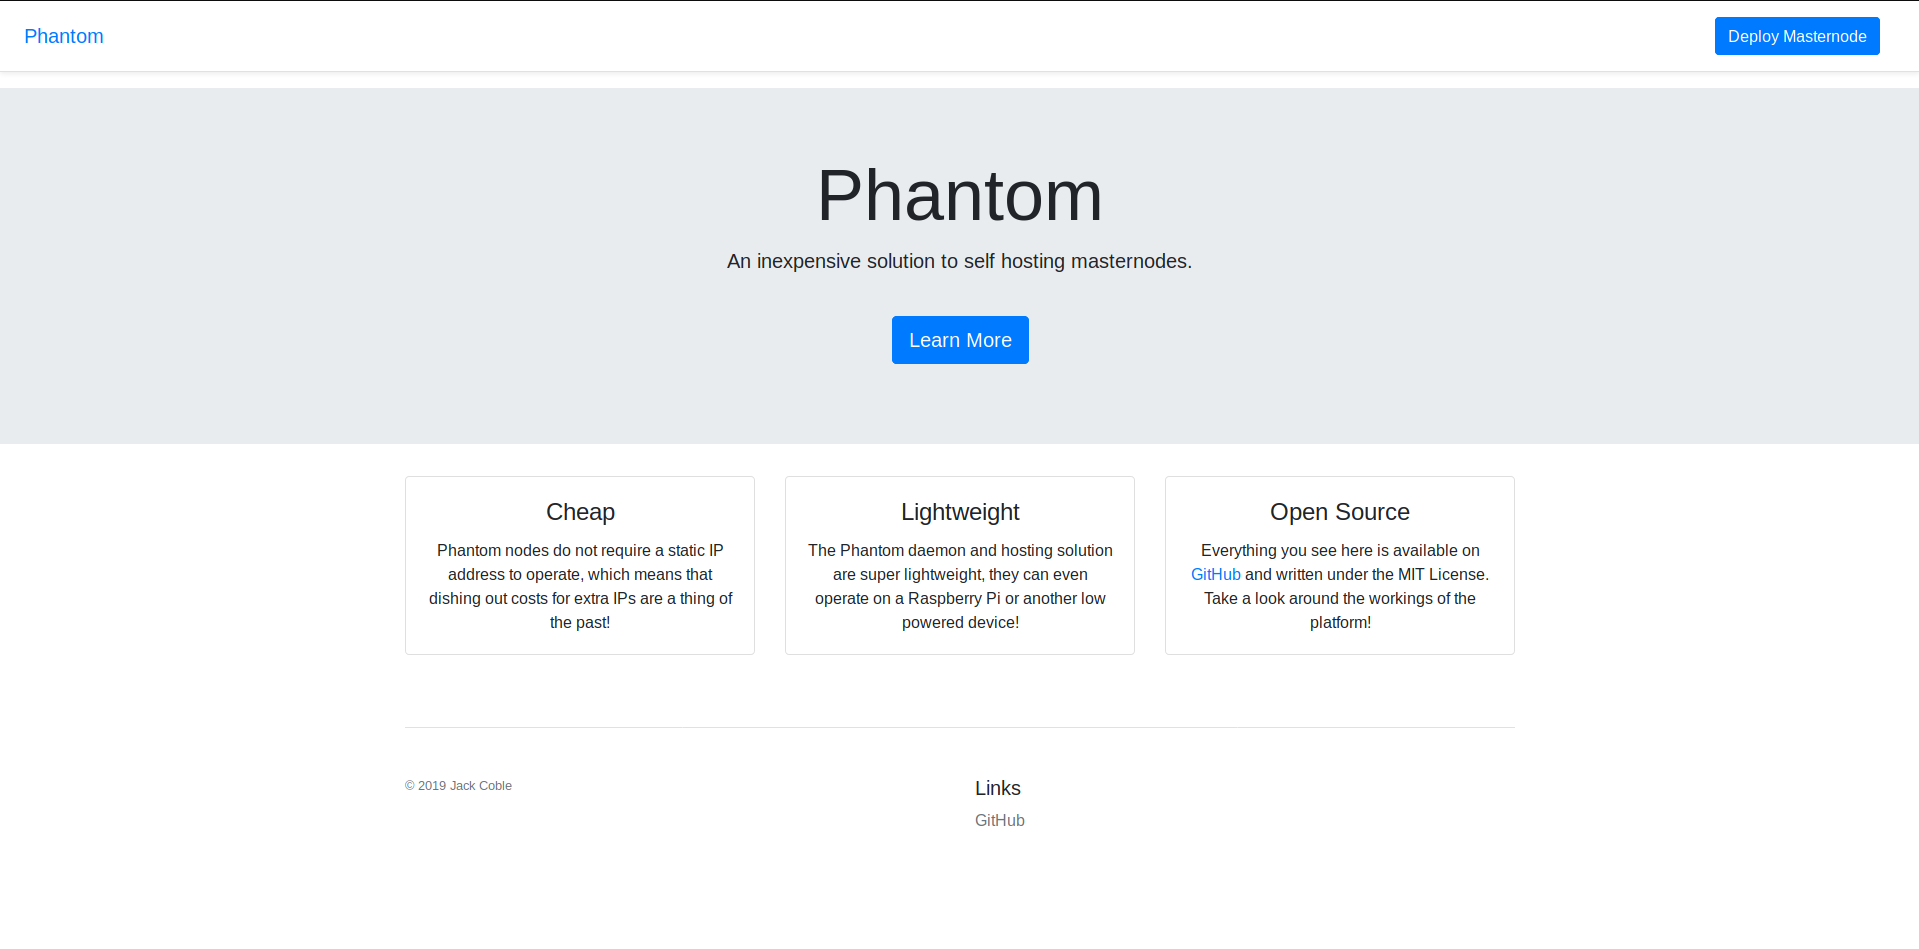 Phantom
Deploy Masternode
Phantom
An inexpensive solution to self hosting masternodes.
Learn More
Cheap
Phantom nodes do not require a static IP
address to operate, which means that
dishing out costs for extra IPs are a thing of
the past!
Lightweight
The Phantom daemon and hosting solution
are super lightweight, they can even
operate on a Raspberry Pi or another low
powered device!
Open Source
Everything you see here is available on
GitHub and written under the MIT License.
Take a look around the workings of the
platform!
© 2019 Jack Coble
Links
GitHub